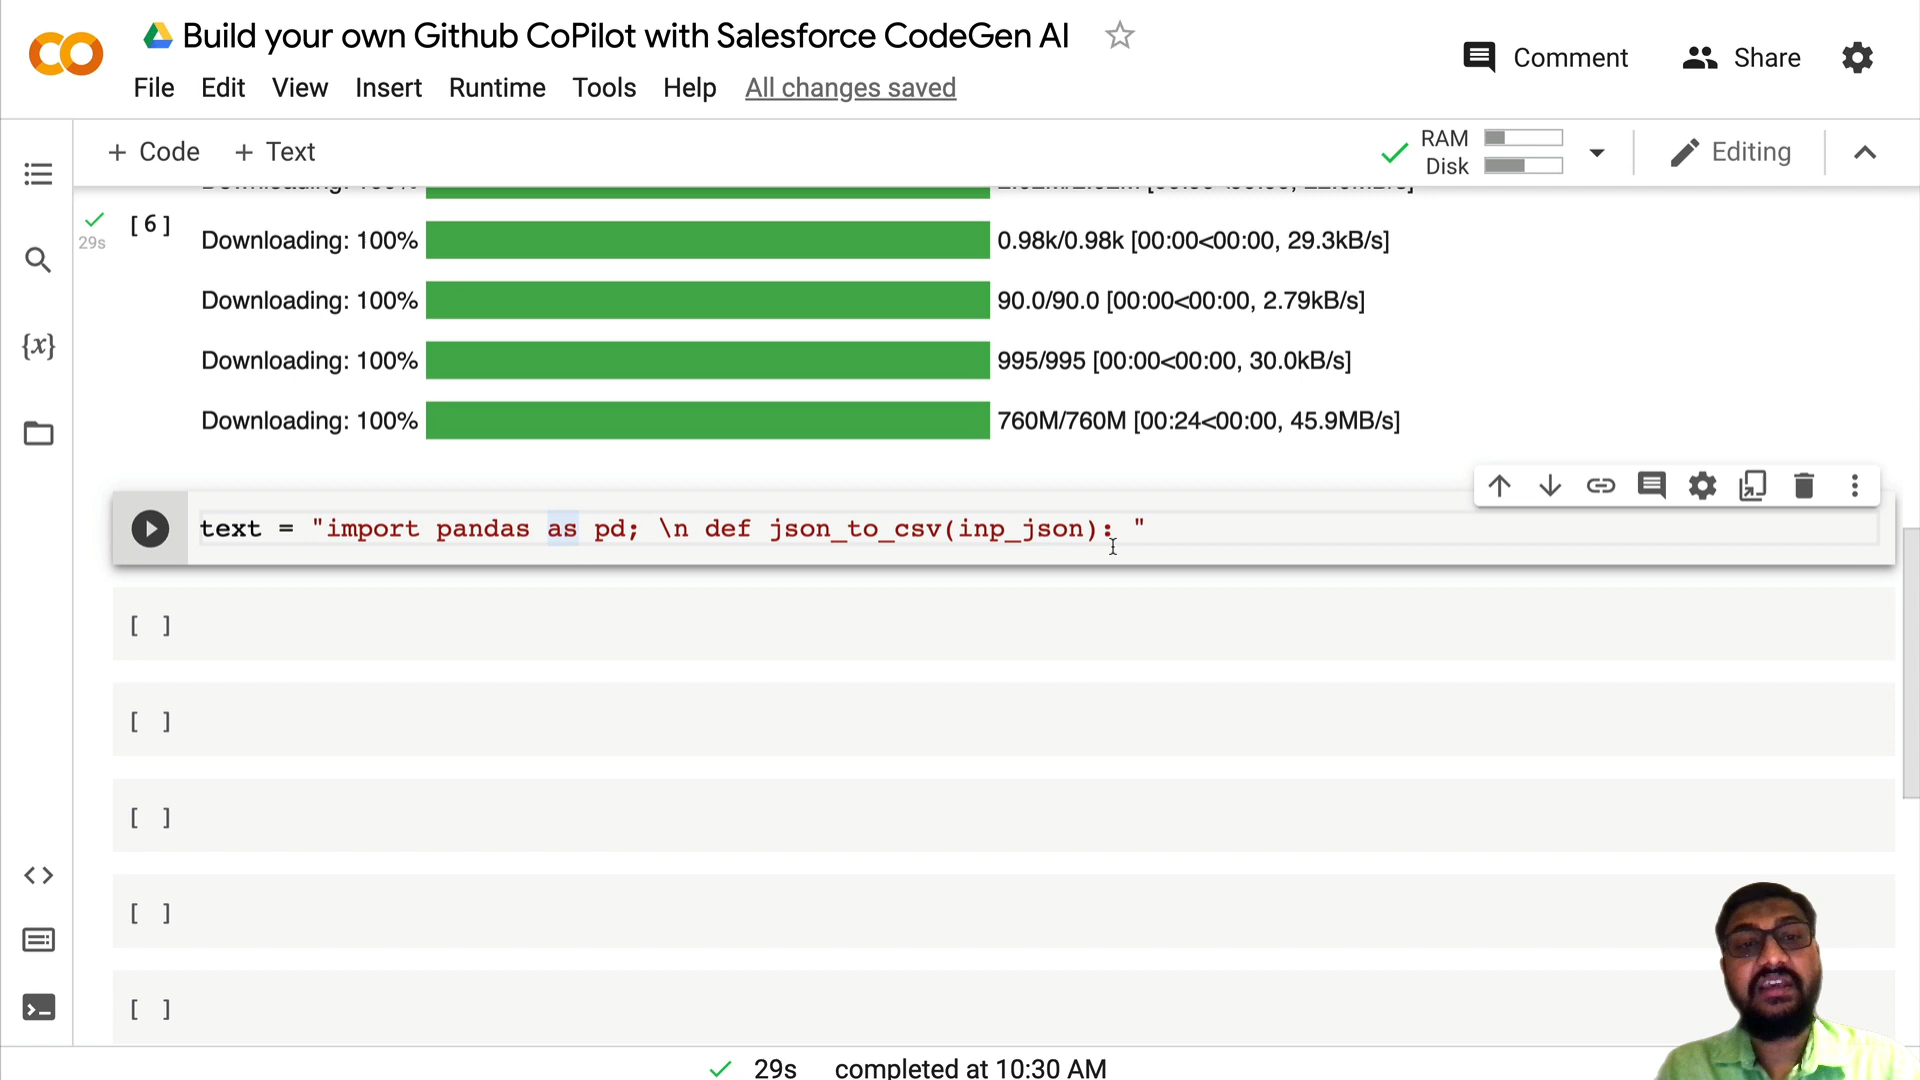 Build your own Github CoPilot with Salesforce CodeGen AI
Comment
Share
File Edit View Insert Runtime Tools Help All changes saved
+ Code + Text
RAM
Disk
Editing
[6]
29s
Downloading: 100% 0.98k/0.98k [00:00<00:00, 29.3kB/s]
Downloading: 100% 90.0/90.0 [00:00<00:00, 2.79kB/s]
Downloading: 100% 995/995 [00:00<00:00, 30.0kB/s]
Downloading: 100% 760M/760M [00:24<00:00, 45.9MB/s]
text = "import pandas as pd; \n def json_to_csv(inp_json): "
[ ]
[ ]
[ ]
[ ]
[ ]
{x}
29s completed at 10:30 AM